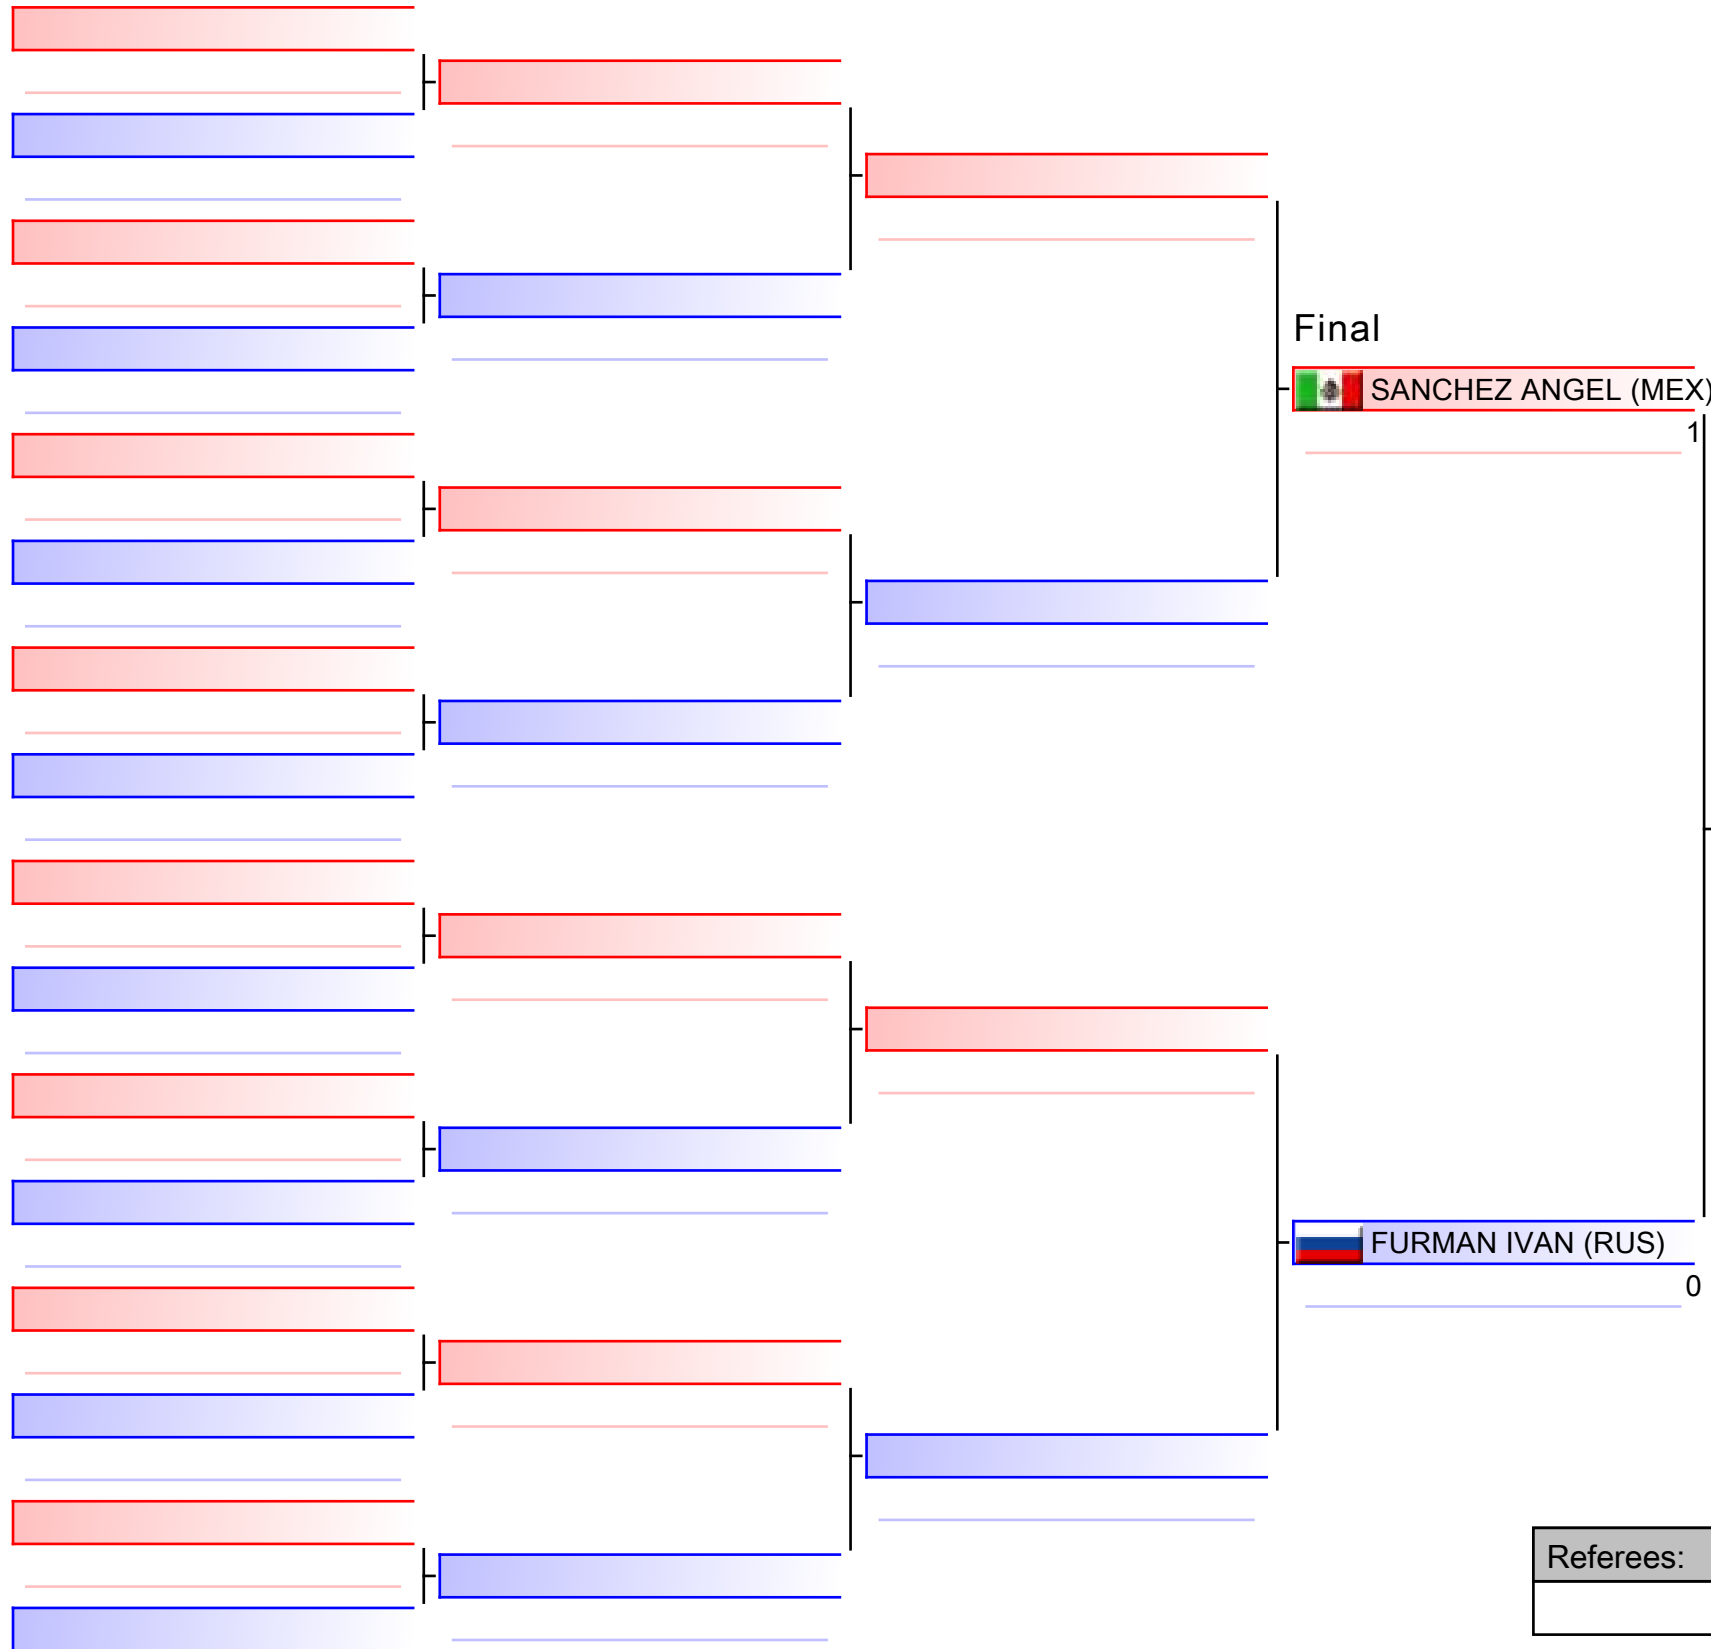 Final
SANCHEZ ANGEL (MEX)
1
FURMAN IVAN (RUS)
0
Referees: